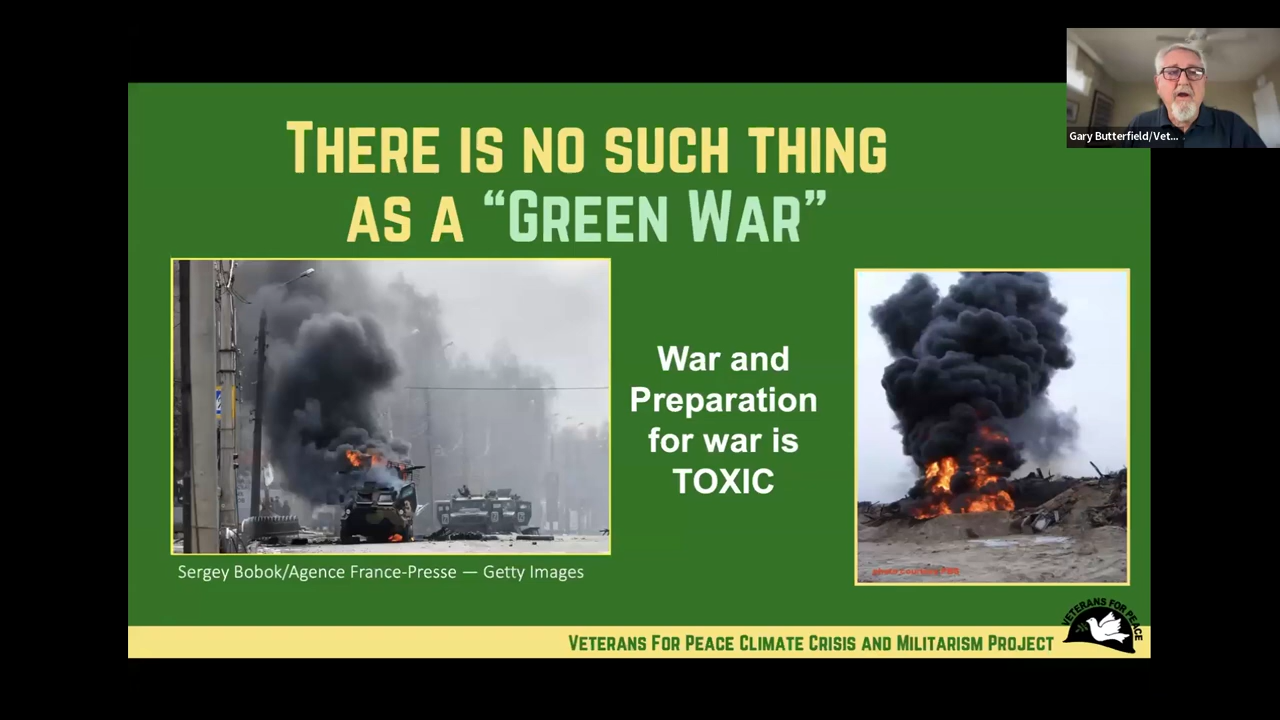 THERE IS NO SUCH THING
AS A “GREEN WAR”
War and
Preparation
for war is
TOXIC
Sergey Bobok/Agence France-Presse — Getty Images
VETERANS FOR PEACE CLIMATE CRISIS AND MILITARISM PROJECT
VETERANS FOR PEACE
Gary Butterfield/Vet...